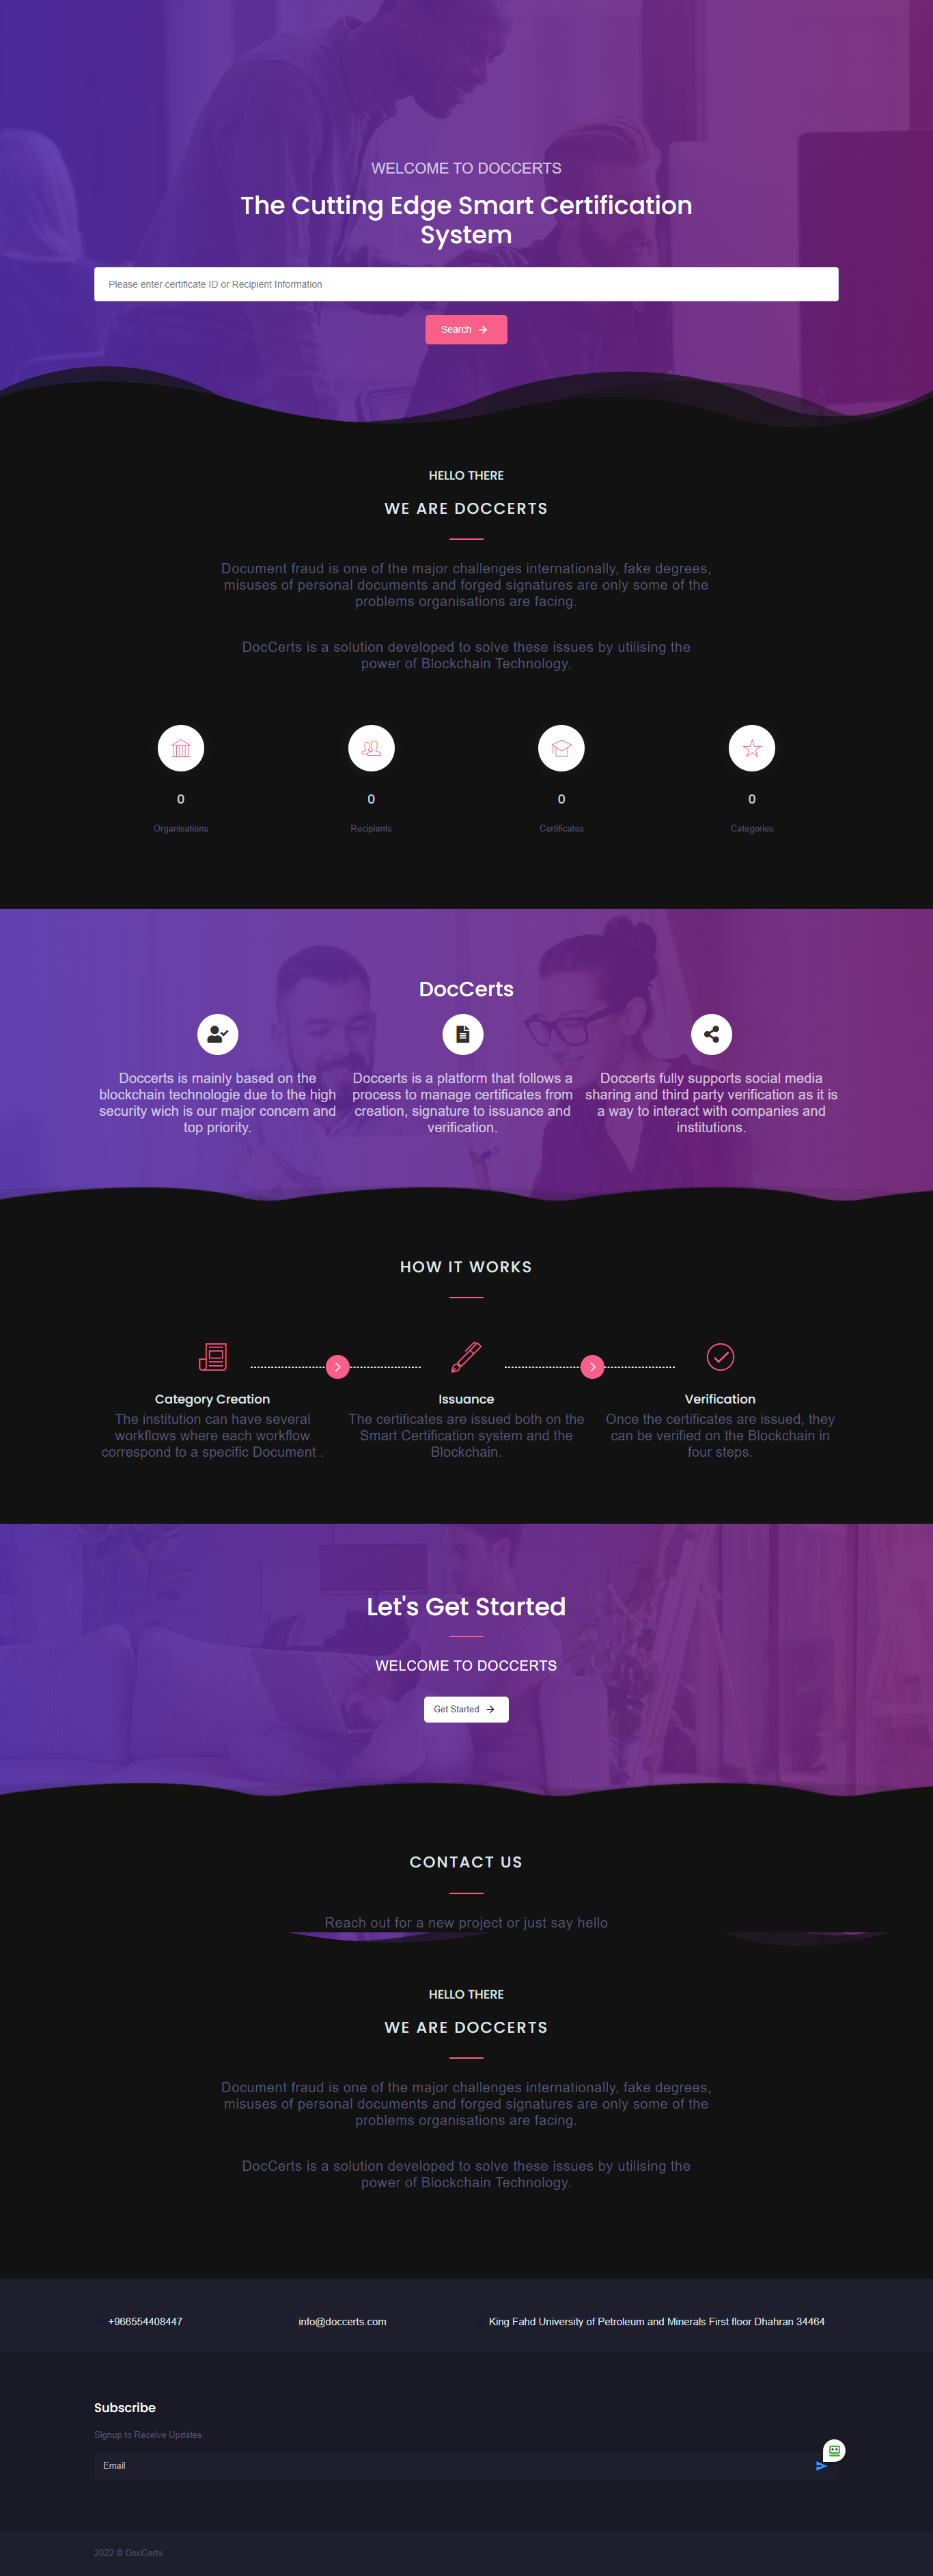 WELCOME TO DOCCERTS
The Cutting Edge Smart Certification
System
Please enter certificate ID or Recipient Information
Search
HELLO THERE
WE ARE DOCCERTS
Document fraud is one of the major challenges internationally, fake degrees,
misuses of personal documents and forged signatures are only some of the
problems organisations are facing.
DocCerts is a solution developed to solve these issues by utilising the
power of Blockchain Technology.
0
Organisations
0
Recipients
0
Certificates
0
Categories
DocCerts
Doccerts is mainly based on the
blockchain technologie due to the high
security wich is our major concern and
top priority.
Doccerts is a platform that follows a
process to manage certificates from
creation, signature to issuance and
verification.
Doccerts fully supports social media
sharing and third party verification as it is
a way to interact with companies and
institutions.
HOW IT WORKS
Category Creation
The institution can have several
workflows where each workflow
correspond to a specific Document .
Issuance
The certificates are issued both on the
Smart Certification system and the
Blockchain.
Verification
Once the certificates are issued, they
can be verified on the Blockchain in
four steps.
Let's Get Started
WELCOME TO DOCCERTS
Get Started
CONTACT US
Reach out for a new project or just say hello
HELLO THERE
WE ARE DOCCERTS
Document fraud is one of the major challenges internationally, fake degrees,
misuses of personal documents and forged signatures are only some of the
problems organisations are facing.
DocCerts is a solution developed to solve these issues by utilising the
power of Blockchain Technology.
+966554408447
info@doccerts.com
King Fahd University of Petroleum and Minerals First floor Dhahran 34464
Subscribe
Signup to Receive Updates.
Email
2022 © DocCerts